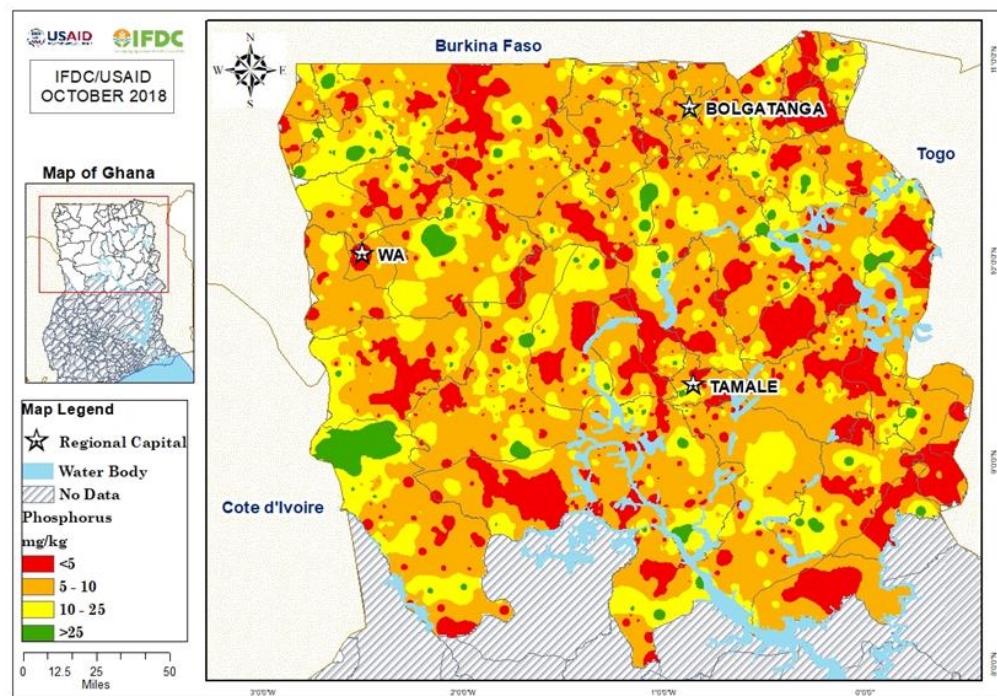 USAID
IFDC
IFDC/USAID
OCTOBER 2018
Map of Ghana
Map Legend
Regional Capital
Water Body
No Data
Phosphorus
mg/kg
<5
5 - 10
10 - 25
>25
0 12.5 25 50
Miles
N
W E
S
Burkina Faso
BOLGATANGA
Togo
WA
TAMALE
Cote d'Ivoire
3°0'0"W 2°0'0"W 1°0'0"W 0°0'0"